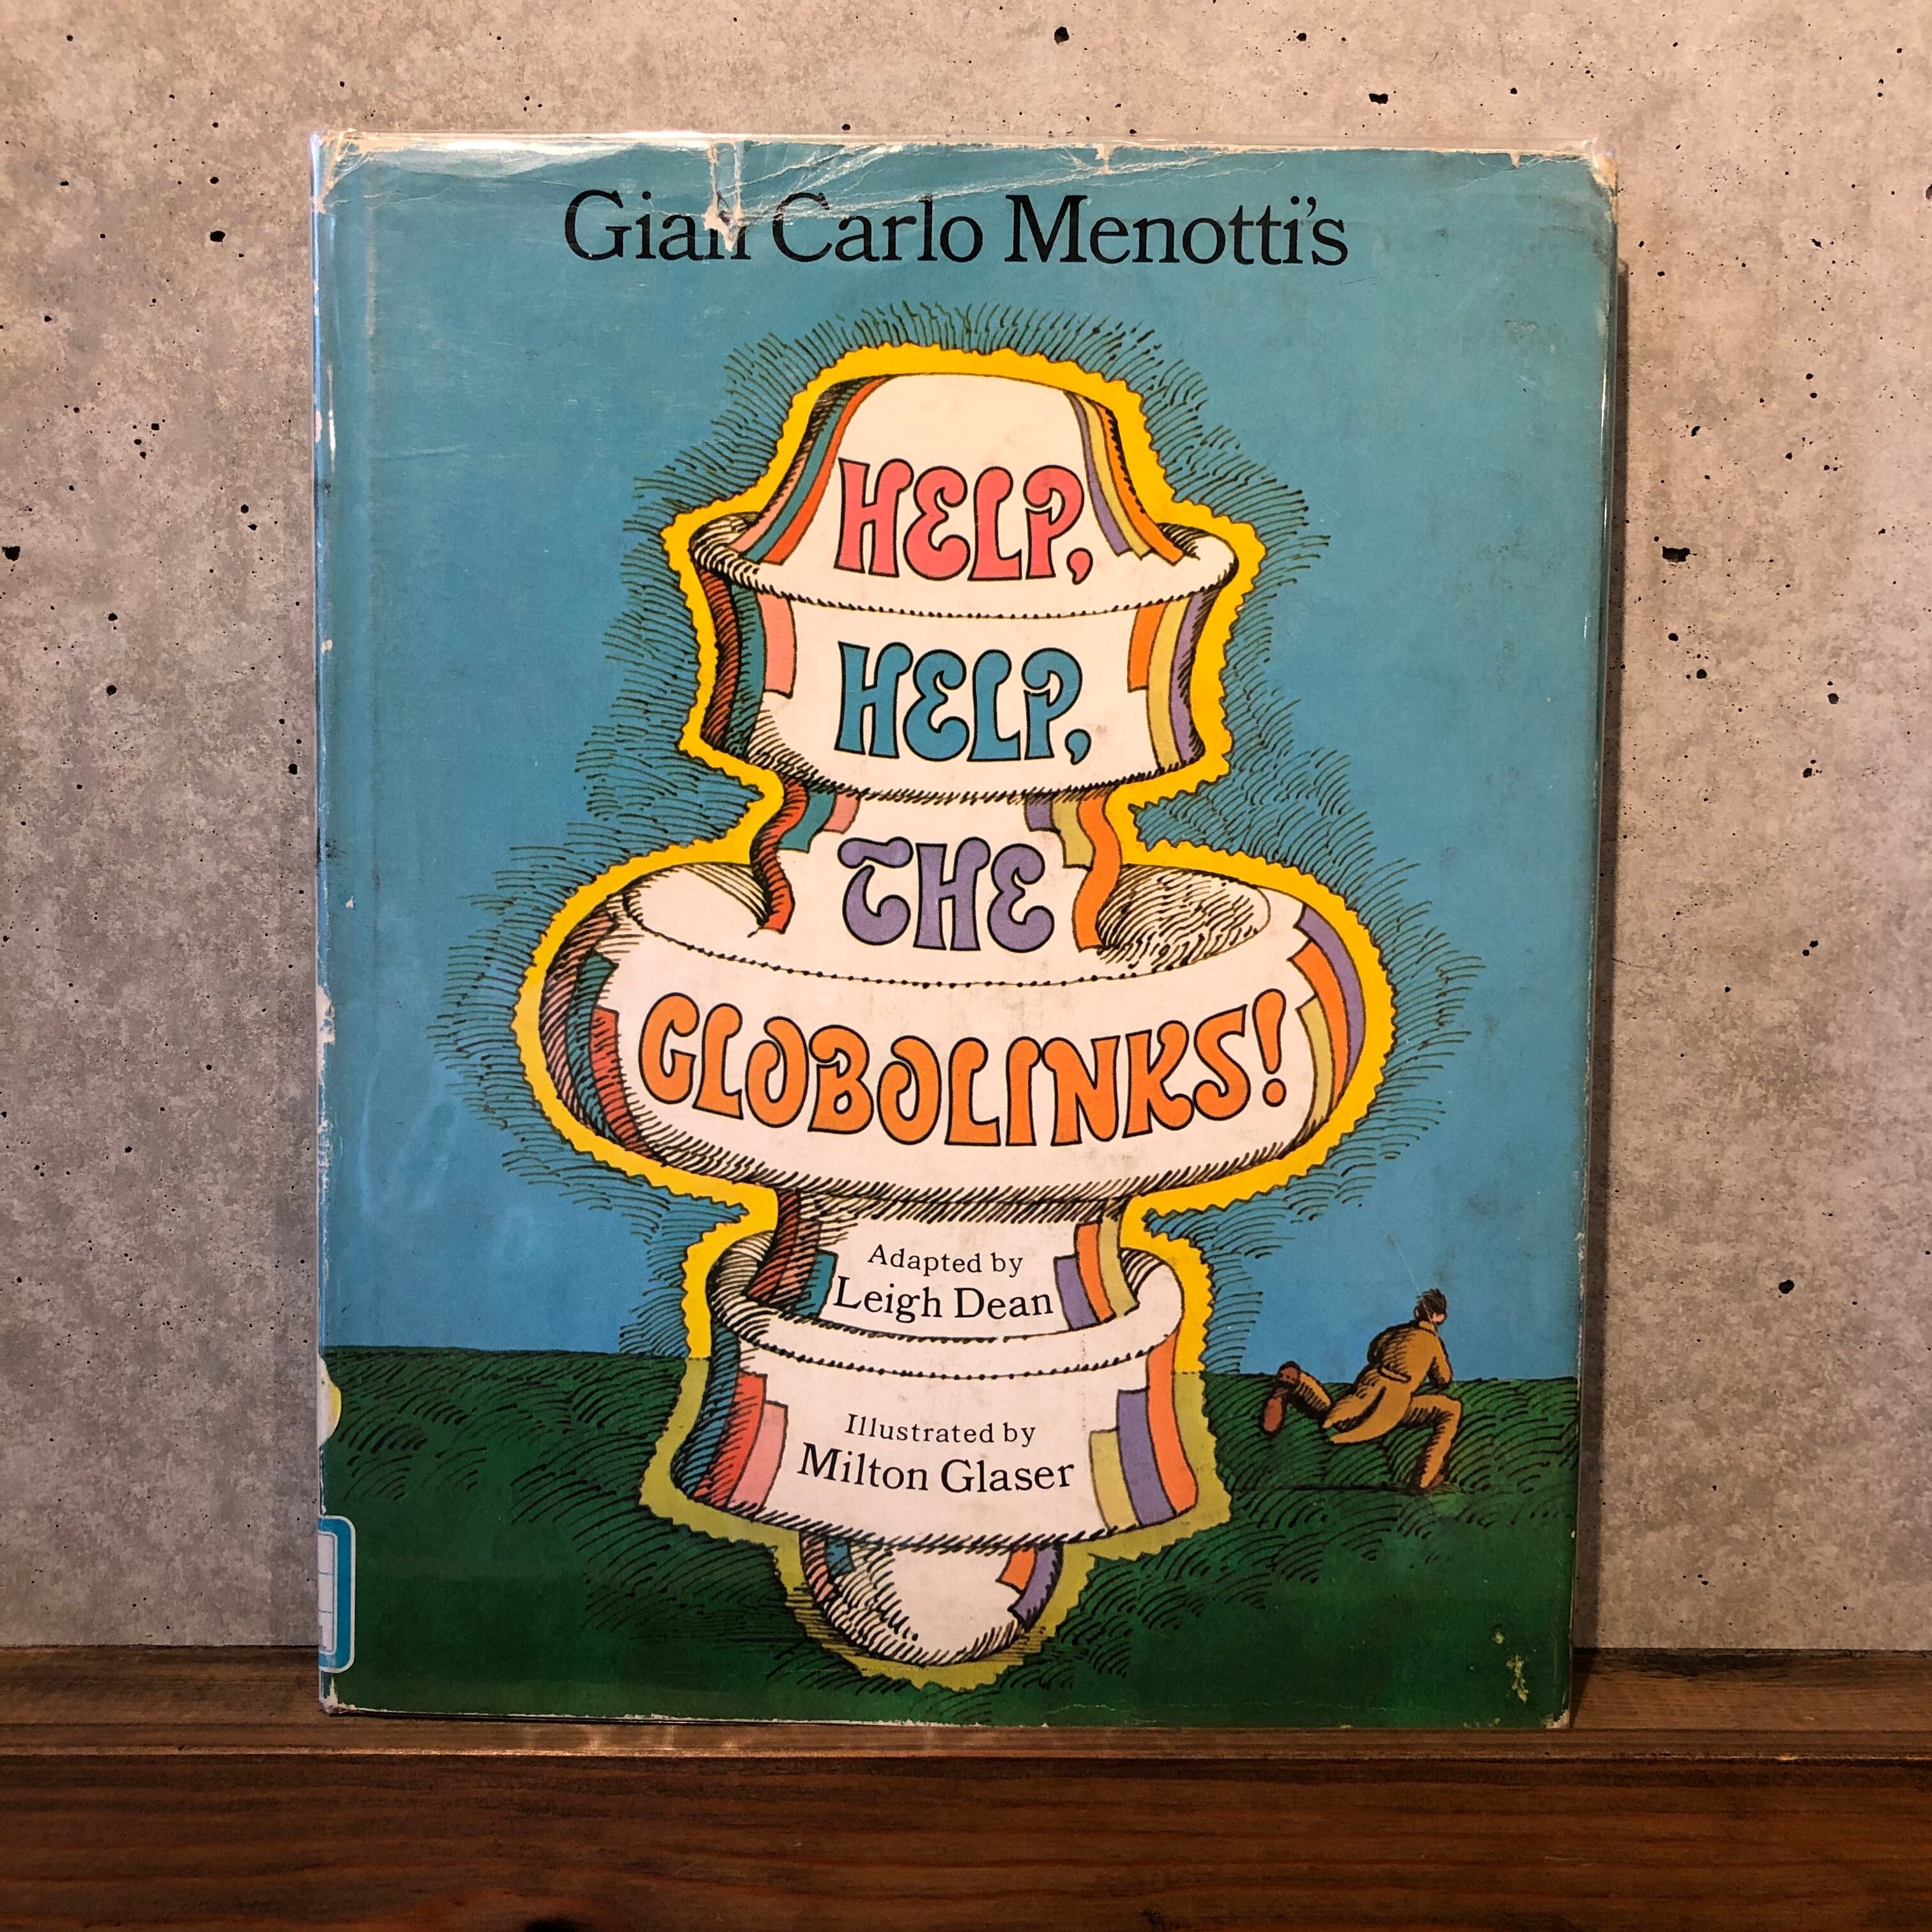 Gian Carlo Menotti's
HELP,
HELP,
THE
GLOBOLINKS!
Adapted by
Leigh Dean
Illustrated by
Milton Glaser